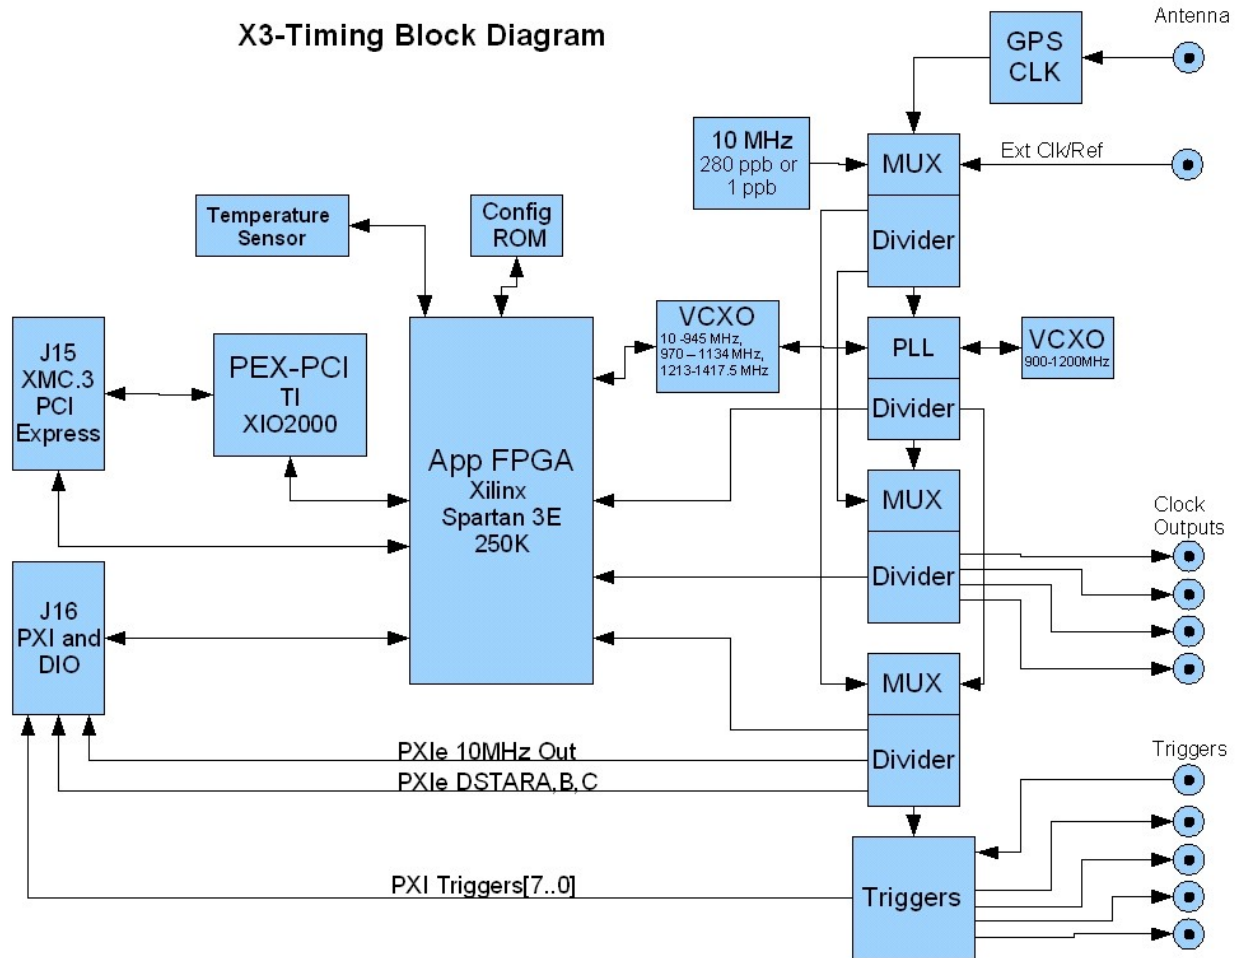 X3-Timing Block Diagram
Antenna
GPS
CLK
10 MHz
280 ppb or
1 ppb
MUX
Ext Clk/Ref
Divider
Temperature
Sensor
Config
ROM
J15
XMC.3
PCI
Express
PEX-PCI
TI
XIO2000
VCXO
10 -945 MHz,
970 – 1134 MHz,
1213-1417.5 MHz
PLL
VCXO
900-1200MHz
Divider
App FPGA
Xilinx
Spartan 3E
250K
MUX
Divider
Clock
Outputs
J16
PXI and
DIO
MUX
Divider
PXIe 10MHz Out
PXIe DSTARA,B,C
Triggers
PXI Triggers[7..0]
Triggers